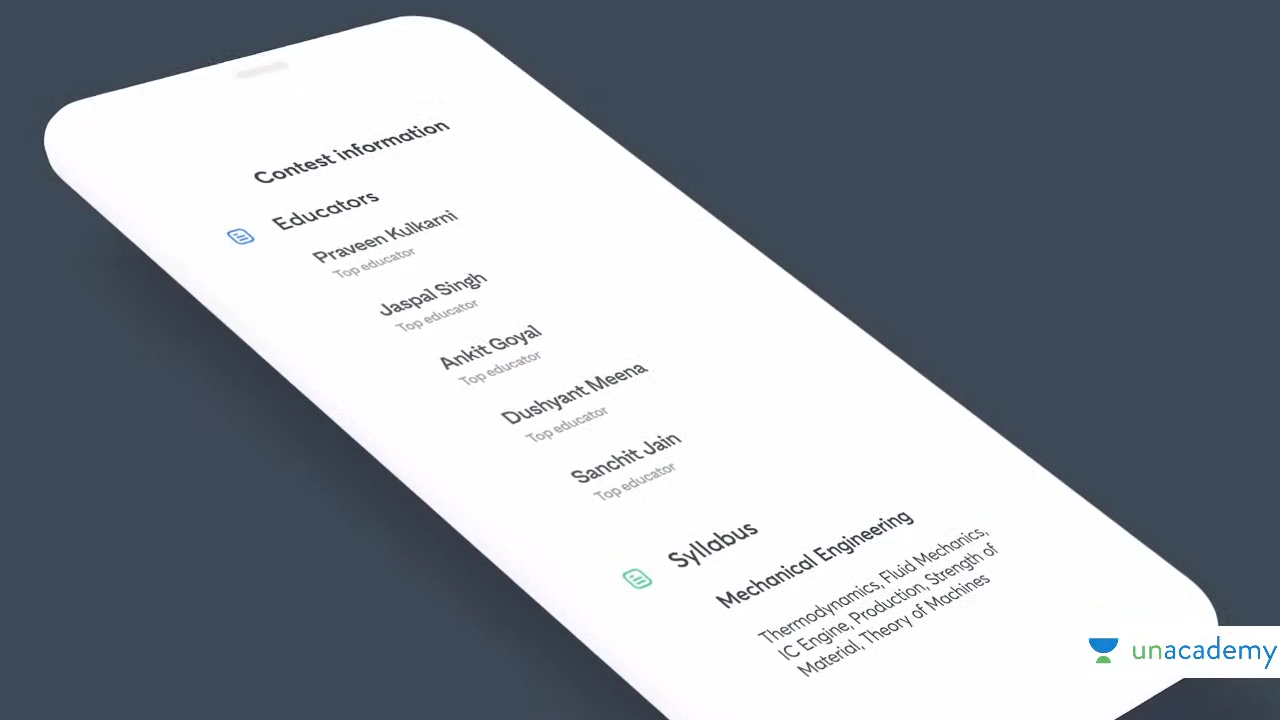 Contest information
Educators
Praveen Kulkarni
Top educator
Jaspal Singh
Top educator
Ankit Goyal
Top educator
Dushyant Meena
Top educator
Sanchit Jain
Top educator
Syllabus
Mechanical Engineering
Thermodynamics, Fluid Mechanics,
IC Engine, Production, Strength of
Material, Theory of Machines
unacademy